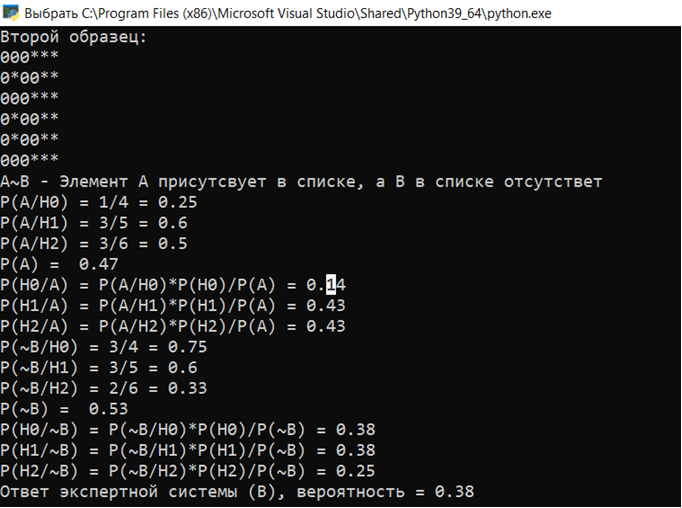 Выбрать C:\Program Files (x86)\Microsoft Visual Studio\Shared\Python39_64\python.exe
Второй образец:
000***
0*00**
000***
0*00**
0*00**
000***
A~B - Элемент A присутсвует в списке, а B в списке отсутствет
P(A/H0) = 1/4 = 0.25
P(A/H1) = 3/5 = 0.6
P(A/H2) = 3/6 = 0.5
P(A) =  0.47
P(H0/A) = P(A/H0)*P(H0)/P(A) = 0.14
P(H1/A) = P(A/H1)*P(H1)/P(A) = 0.43
P(H2/A) = P(A/H2)*P(H2)/P(A) = 0.43
P(~B/H0) = 3/4 = 0.75
P(~B/H1) = 3/5 = 0.6
P(~B/H2) = 2/6 = 0.33
P(~B) =  0.53
P(H0/~B) = P(~B/H0)*P(H0)/P(~B) = 0.38
P(H1/~B) = P(~B/H1)*P(H1)/P(~B) = 0.38
P(H2/~B) = P(~B/H2)*P(H2)/P(~B) = 0.25
Ответ экспертной системы (B), вероятность = 0.38